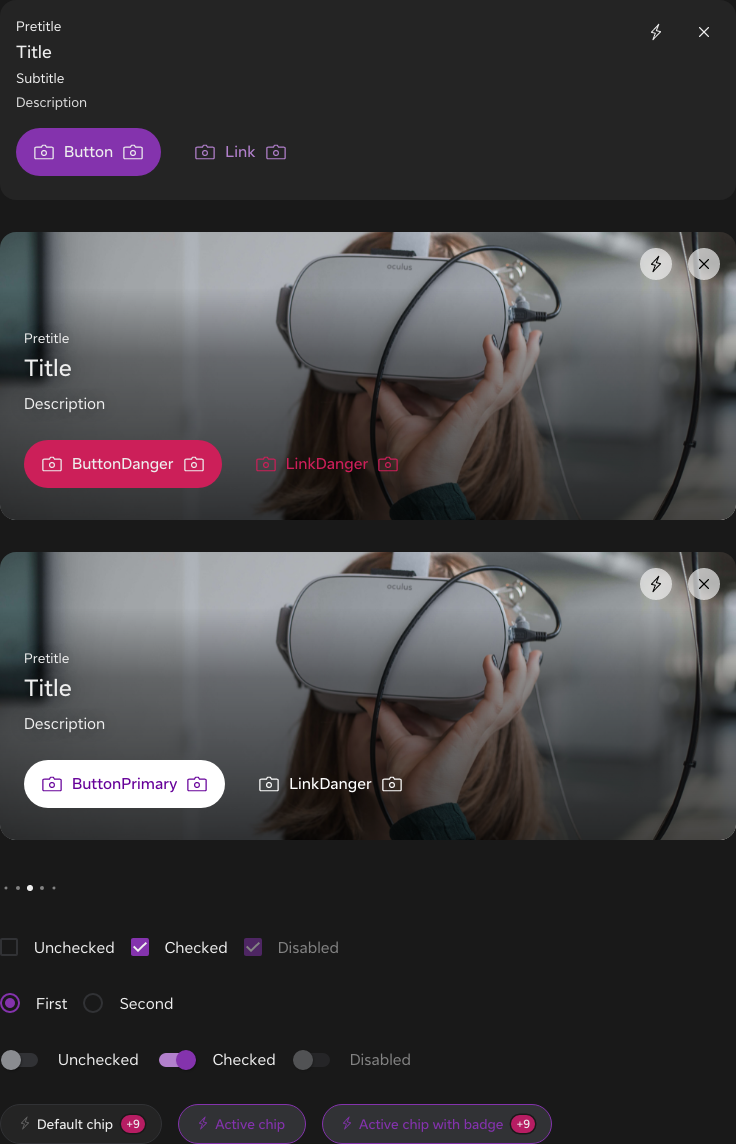 Pretitle
Title
Subtitle
Description
Button Link
oculus
Pretitle
Title
Description
ButtonDanger LinkDanger
oculus
Pretitle
Title
Description
ButtonPrimary LinkDanger
Unchecked Checked Disabled
First Second
Unchecked Checked Disabled
Default chip +9 Active chip Active chip with badge +9